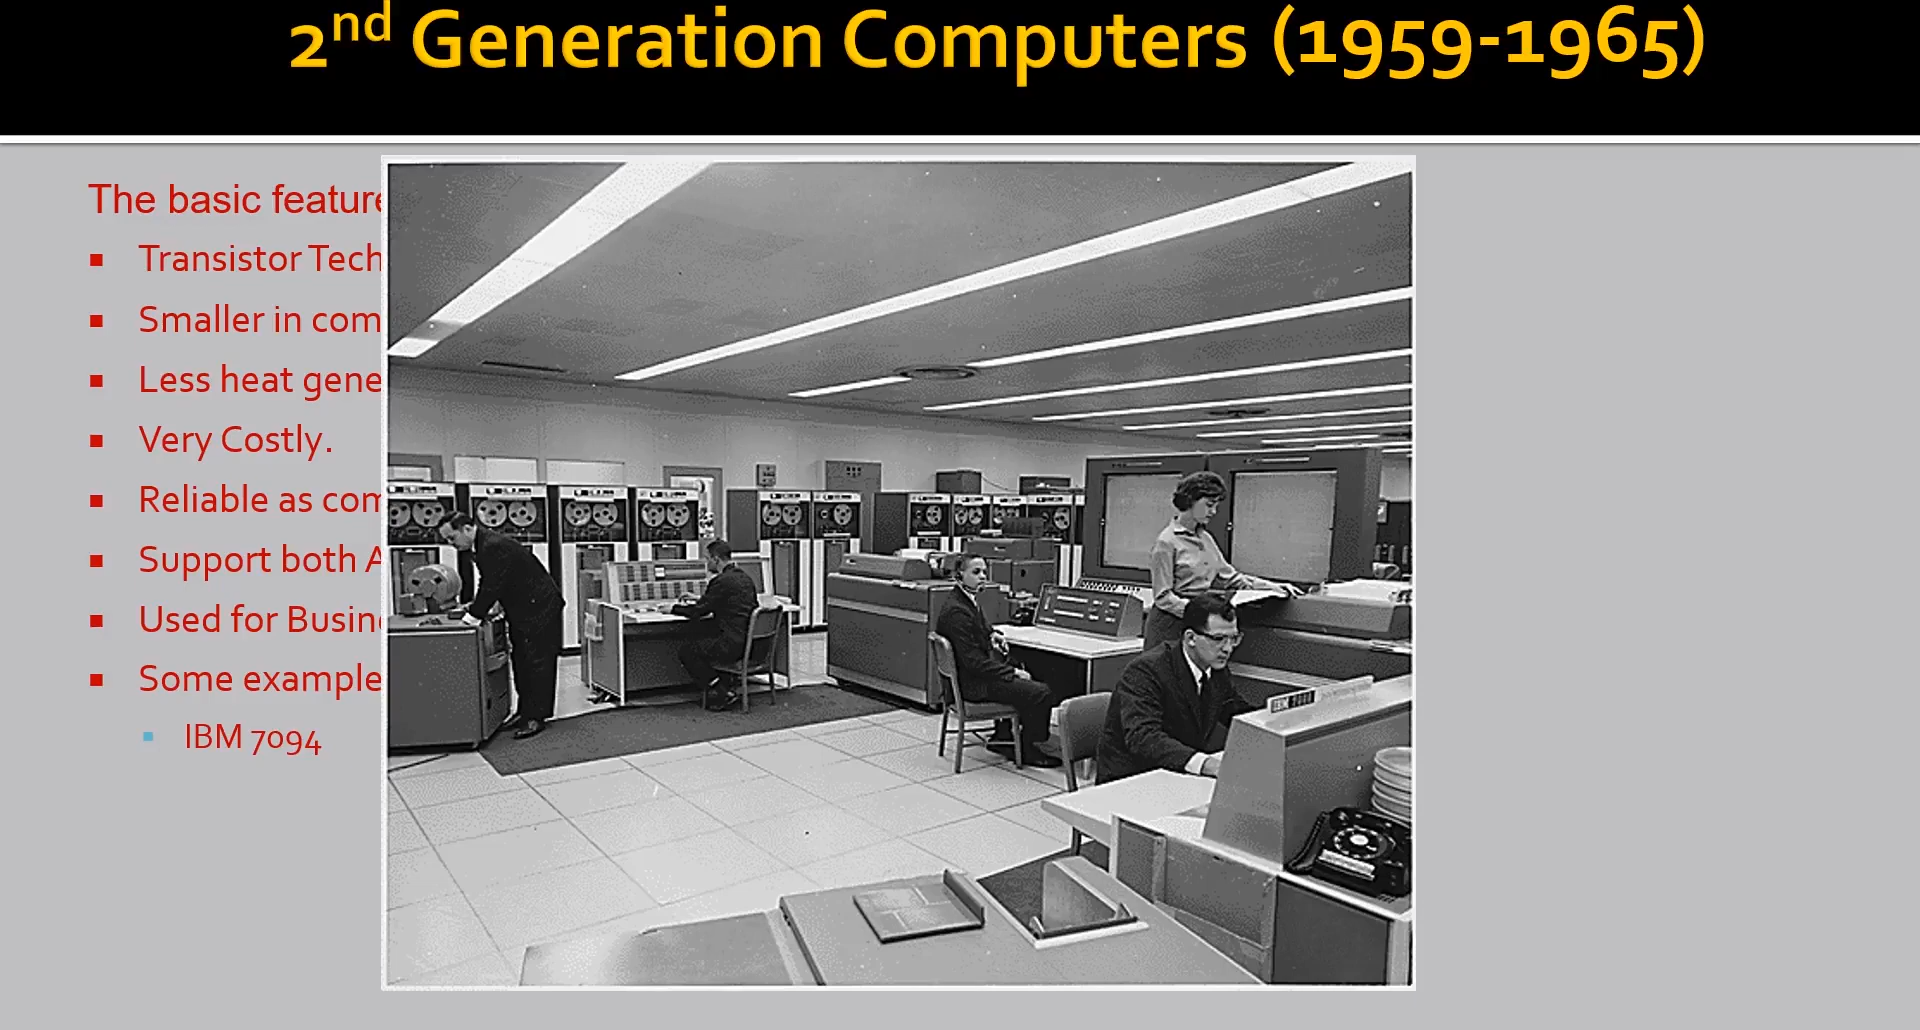 2nd Generation Computers (1959-1965)
The basic feature
Transistor Tech
Smaller in com
Less heat gene
Very Costly.
Reliable as com
Support both A
Used for Busin
Some example
IBM 7094
IBM